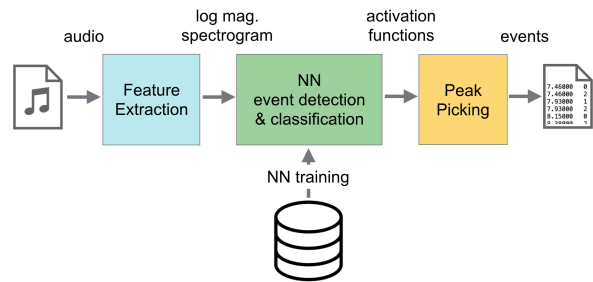 audio
log mag.
spectrogram
activation
functions
events
Feature
Extraction
NN
event detection
& classification
Peak
Picking
7.46000 0
7.46000 2
7.93000 1
7.93000 2
8.15000 0
NN training